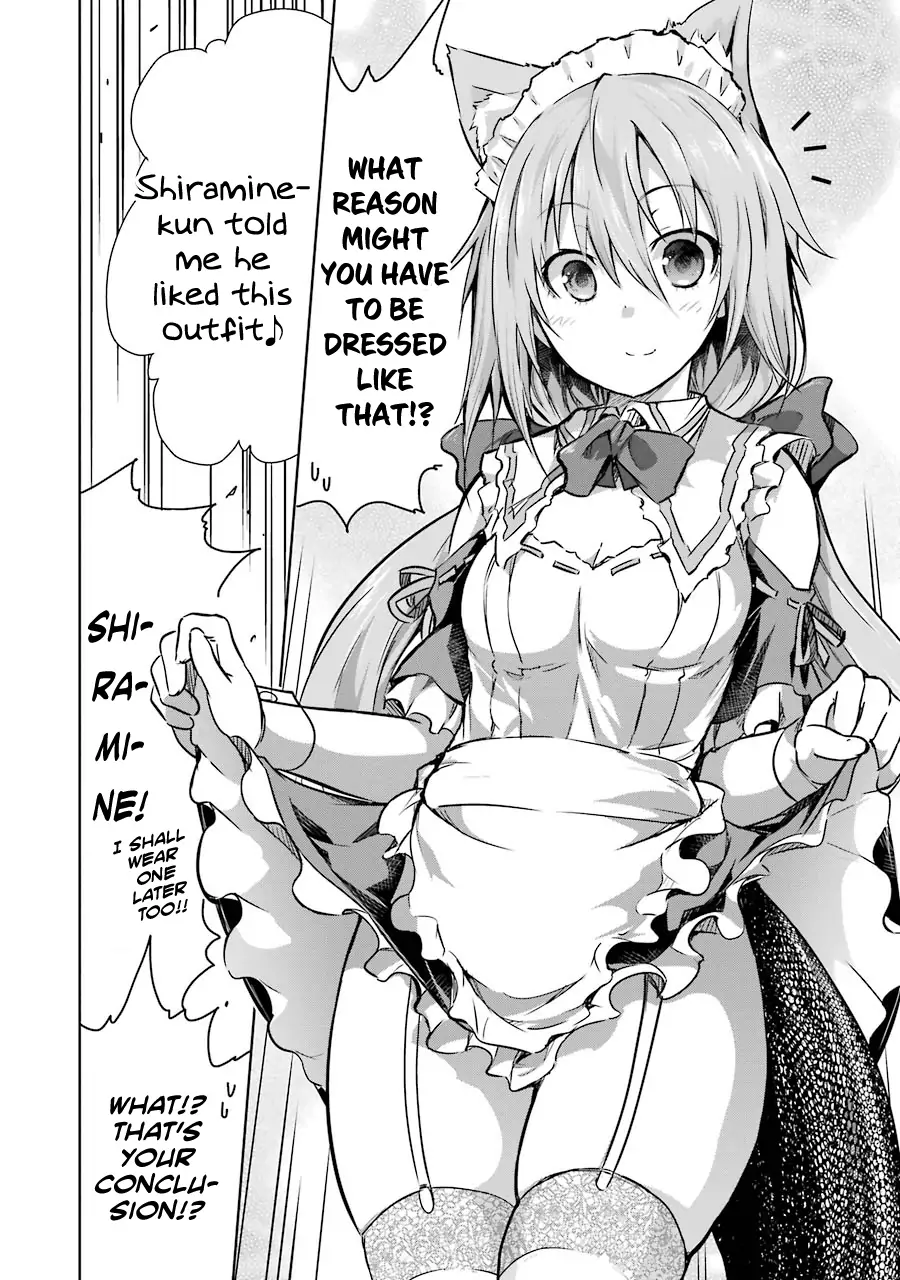 WHAT
REASON
MIGHT
YOU HAVE
TO BE
DRESSED
LIKE
THAT!?
Shiramine-
kun told
me he
liked this
outfit♪
SHI-
RA-
MI-
NE!
I SHALL
WEAR
ONE
LATER
TOO!!
WHAT!?
THAT'S
YOUR
CONCLU-
SION!?